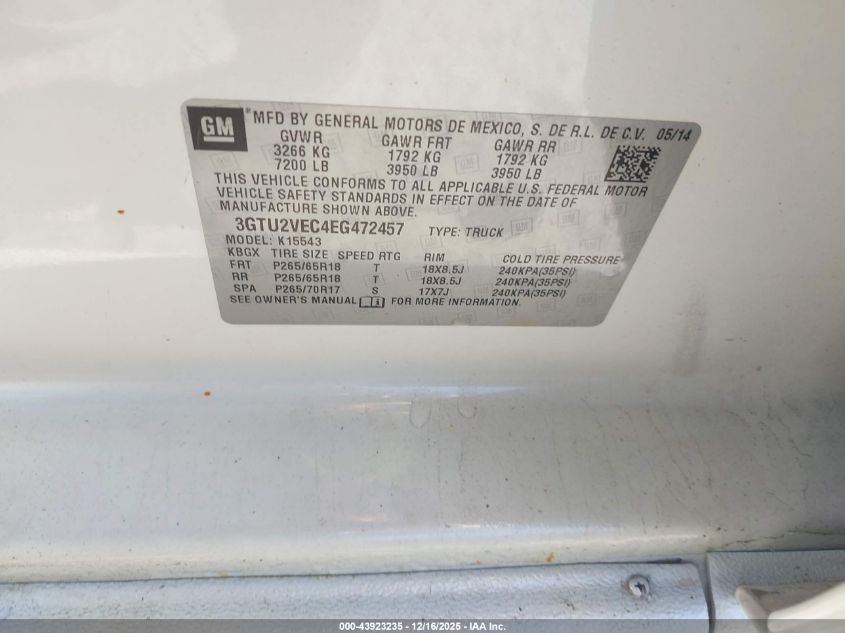 GM
MFD BY GENERAL MOTORS DE MEXICO, S. DE R.L. DE C.V. 05/14
GVWR GAWR FRT GAWR RR
3266 KG 1792 KG 1792 KG
7200 LB 3950 LB 3950 LB
THIS VEHICLE CONFORMS TO ALL APPLICABLE U.S. FEDERAL MOTOR
VEHICLE SAFETY STANDARDS IN EFFECT ON THE DATE OF
MANUFACTURE SHOWN ABOVE.
3GTU2VEC4EG472457 TYPE: TRUCK
MODEL: K15543
KBGX TIRE SIZE SPEED RTG RIM COLD TIRE PRESSURE
FRT P265/65R18 T 18X8.5J 240KPA(35PSI)
RR P265/65R18 T 18X8.5J 240KPA(35PSI)
SPA P265/70R17 S 17X7J 240KPA(35PSI)
SEE OWNER'S MANUAL FOR MORE INFORMATION.
000-43923235 - 12/16/2025 - IAA Inc.